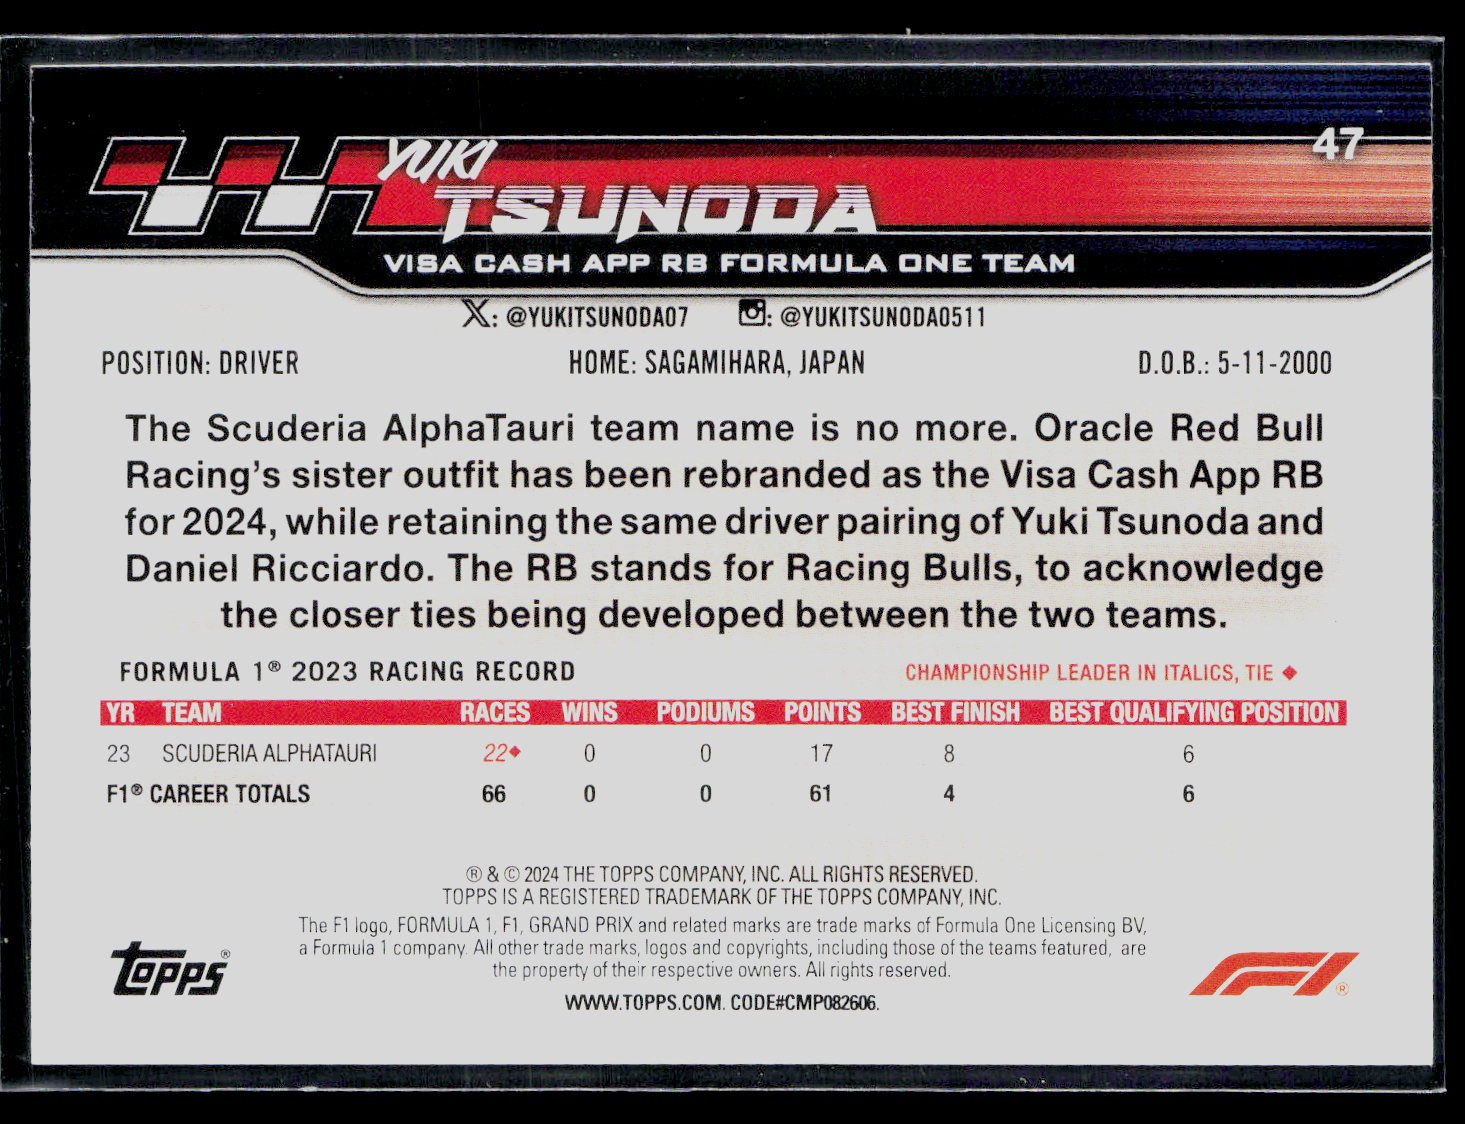 47
YUKI
TSUNODA
VISA CASH APP RB FORMULA ONE TEAM
X: @YUKITSUNODA07 : @YUKITSUNODA0511
POSITION: DRIVER HOME: SAGAMIHARA, JAPAN D.O.B.: 5-11-2000
The Scuderia AlphaTauri team name is no more. Oracle Red Bull
Racing's sister outfit has been rebranded as the Visa Cash App RB
for 2024, while retaining the same driver pairing of Yuki Tsunoda and
Daniel Ricciardo. The RB stands for Racing Bulls, to acknowledge
the closer ties being developed between the two teams.
FORMULA 1® 2023 RACING RECORD CHAMPIONSHIP LEADER IN ITALICS, TIE ◆
YR TEAM RACES WINS PODIUMS POINTS BEST FINISH BEST QUALIFYING POSITION
23 SCUDERIA ALPHATAURI 22◆ 0 0 17 8 6
F1® CAREER TOTALS 66 0 0 61 4 6
® & © 2024 THE TOPPS COMPANY, INC. ALL RIGHTS RESERVED.
TOPPS IS A REGISTERED TRADEMARK OF THE TOPPS COMPANY, INC.
The F1 logo, FORMULA 1, F1, GRAND PRIX and related marks are trade marks of Formula One Licensing BV,
a Formula 1 company. All other trade marks, logos and copyrights, including those of the teams featured, are
the property of their respective owners. All rights reserved.
WWW.TOPPS.COM. CODE#CMP082606.
topps®
F1®